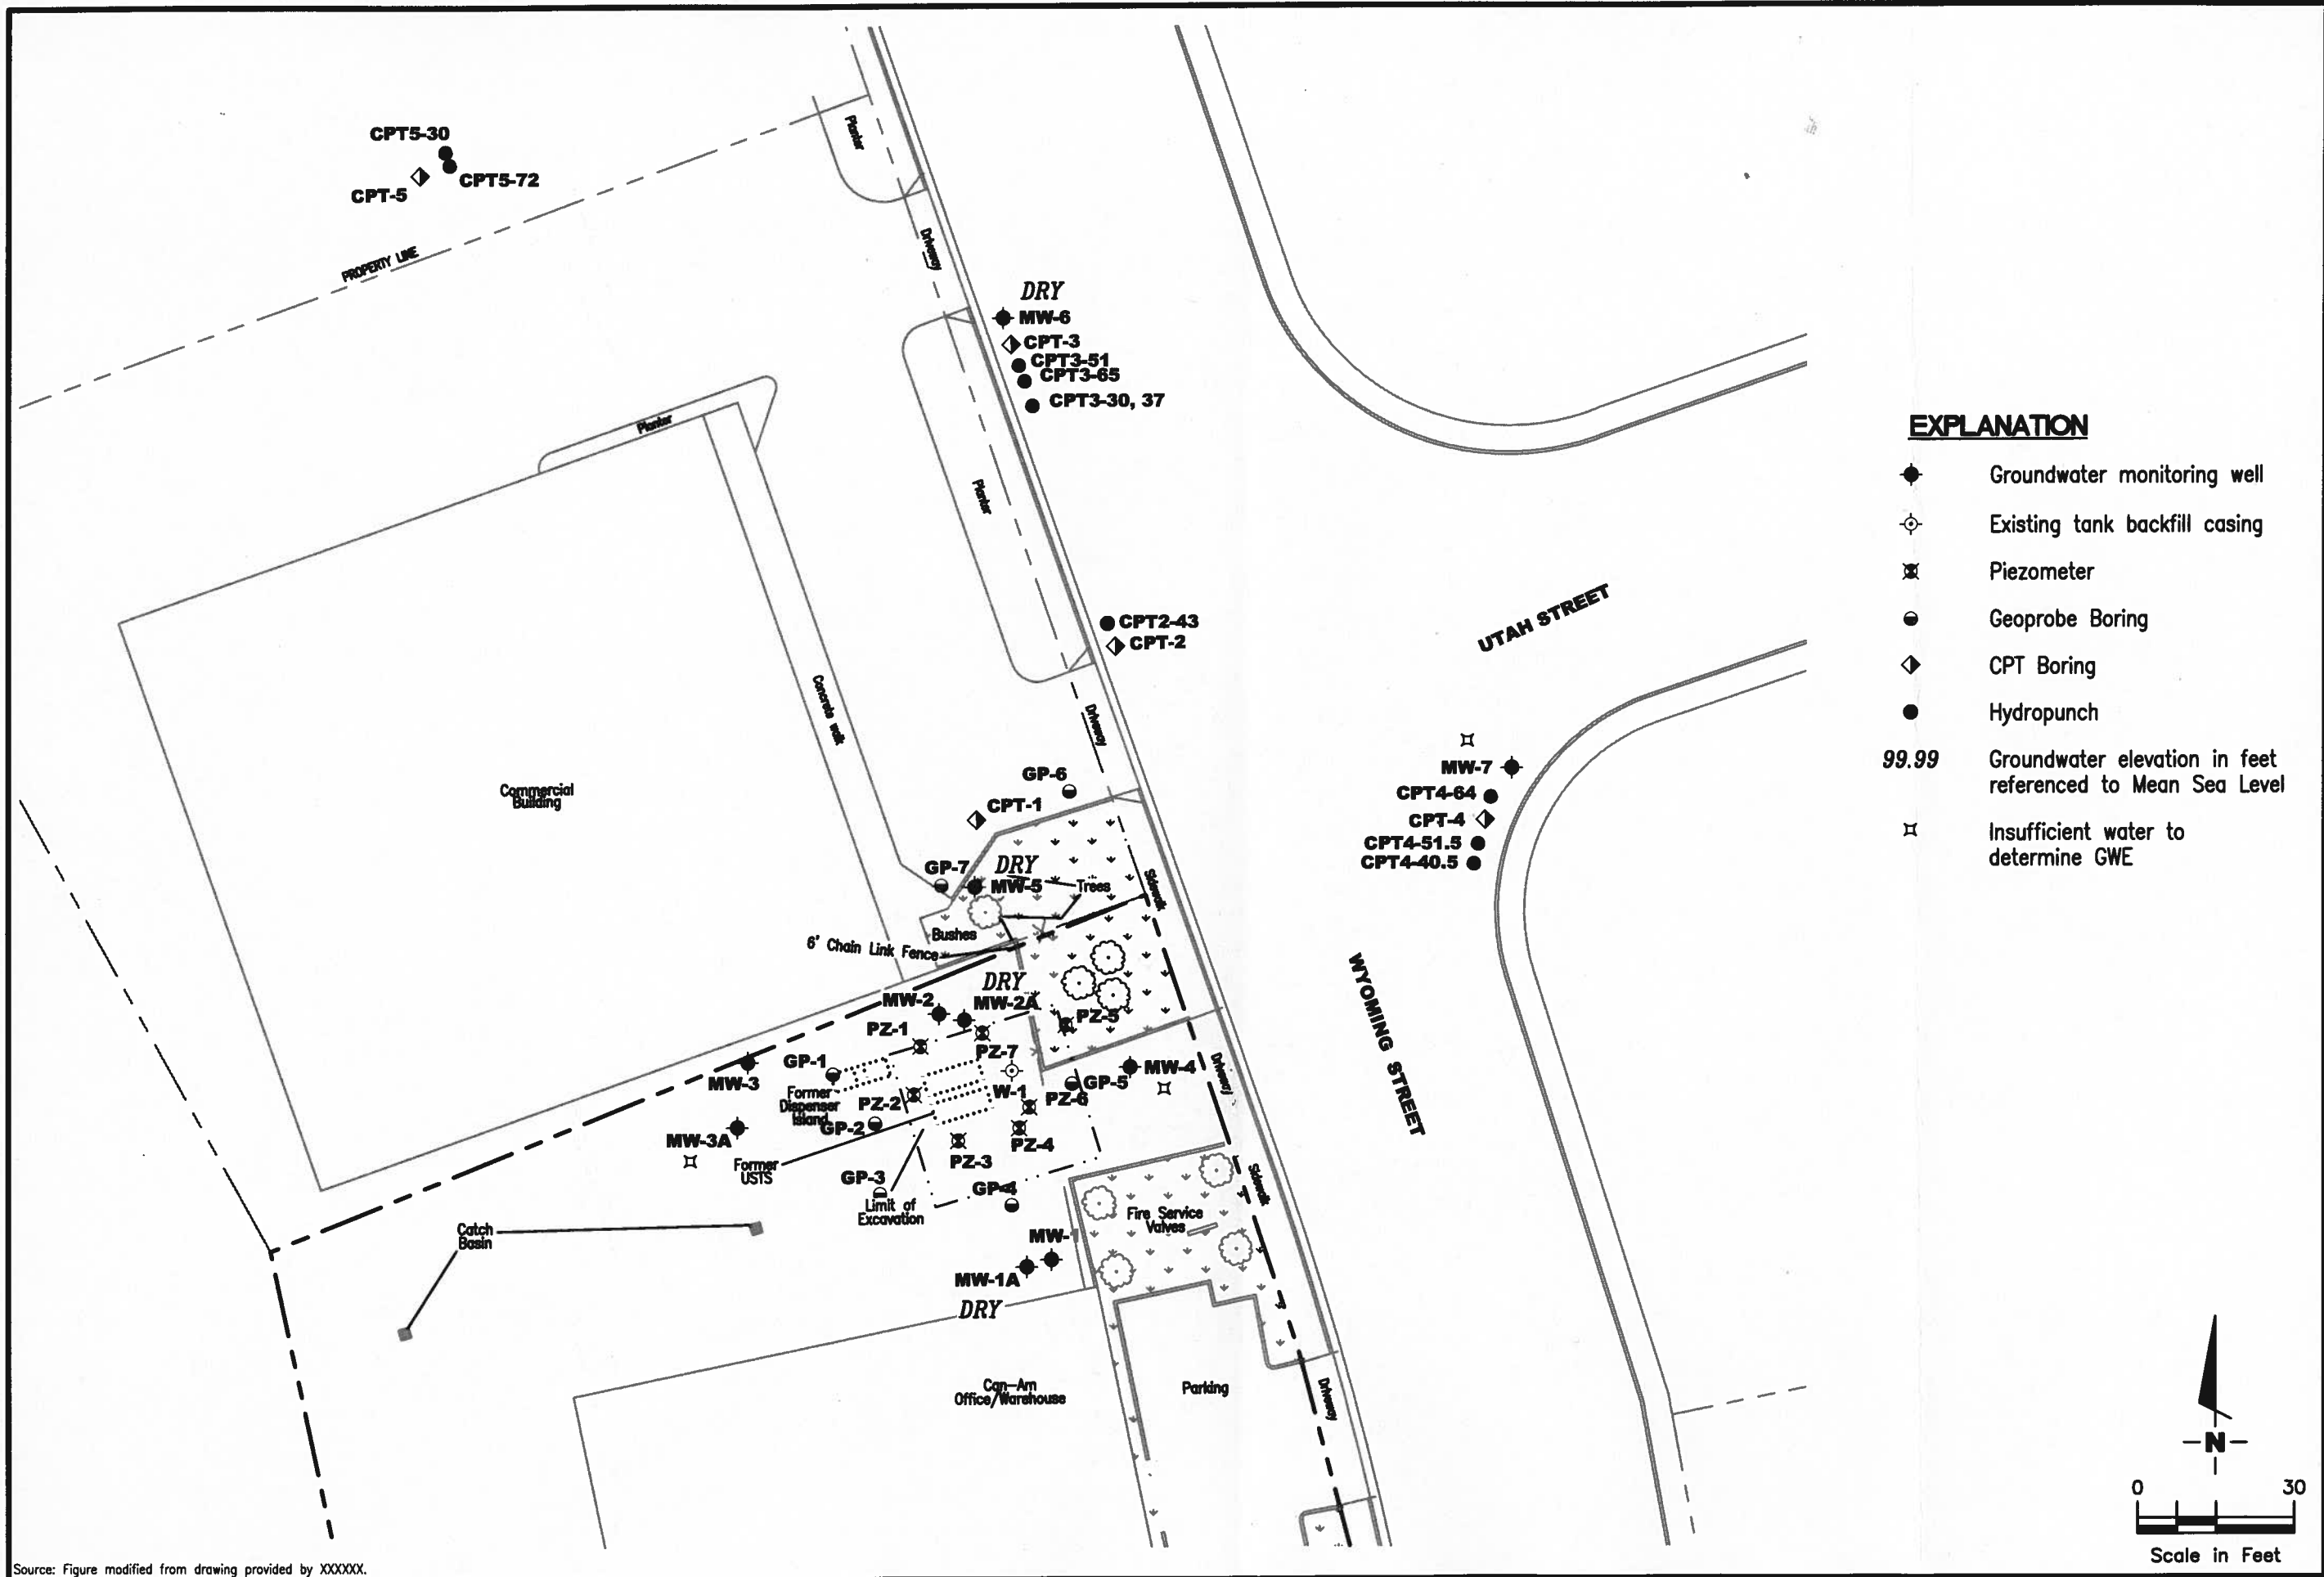 CPT5-30
CPT5-72
CPT-5
PROPERTY LINE
Planter
Driveway
DRY
MW-6
CPT-3
CPT3-51
CPT3-65
CPT3-30, 37
Planter
Planter
Concrete walk
Commercial
Building
CPT2-43
CPT-2
Driveway
UTAH STREET
WYOMING STREET
MW-7
CPT4-64
CPT-4
CPT4-51.5
CPT4-40.5
GP-6
CPT-1
GP-7
DRY
MW-5
Trees
Sidewalk
Bushes
6' Chain Link Fence
DRY
MW-2
MW-2A
PZ-1
PZ-5
PZ-7
MW-3
GP-1
Former
Dispenser
Island
PZ-2
GP-2
W-1
PZ-6
GP-5
MW-4
Driveway
MW-3A
Former
USTS
PZ-3
PZ-4
GP-3
Limit of
Excavation
GP-4
Sidewalk
Fire Service
Valves
Catch
Basin
MW-1
MW-1A
DRY
Can-Am
Office/Warehouse
Parking
Driveway
EXPLANATION
Groundwater monitoring well
Existing tank backfill casing
Piezometer
Geoprobe Boring
CPT Boring
Hydropunch
99.99 Groundwater elevation in feet
referenced to Mean Sea Level
Insufficient water to
determine GWE
-N-
0 30
Scale in Feet
Source: Figure modified from drawing provided by XXXXXX.